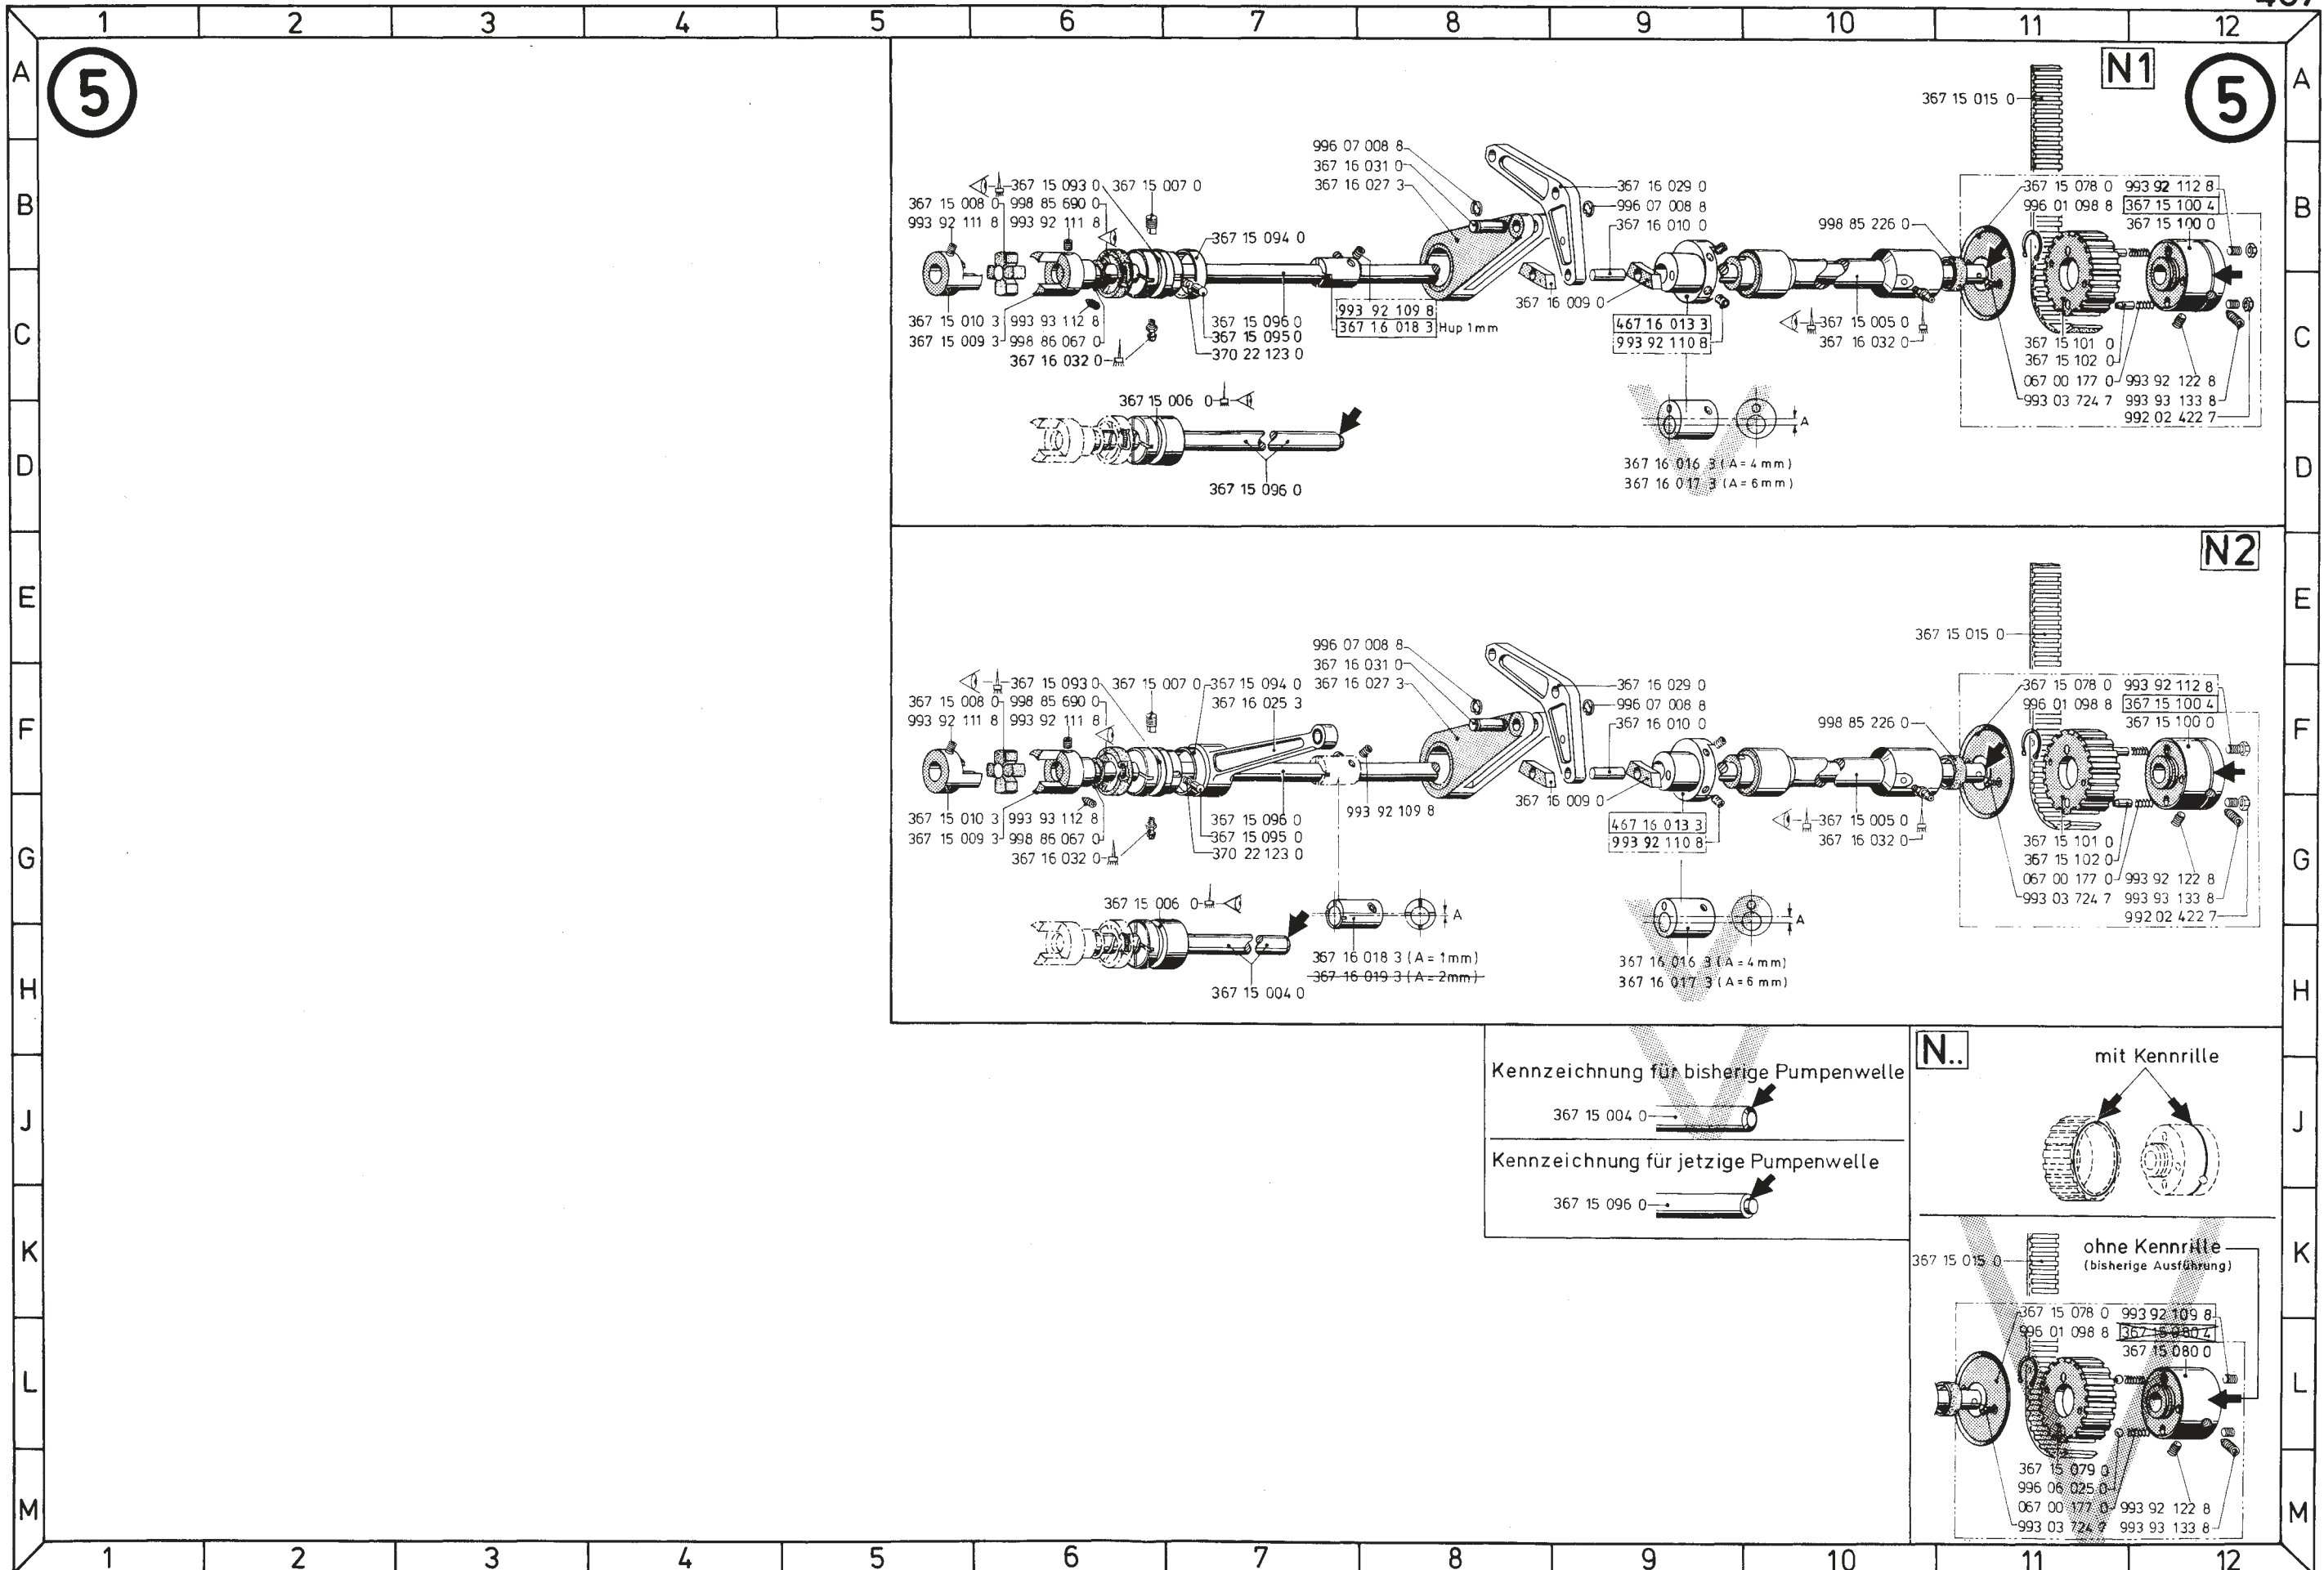 467
1 2 3 4 5 6 7 8 9 10 11 12
A
B
C
D
E
F
G
H
J
K
L
M
5
N1
5
367 15 015 0
996 07 008 8
367 16 031 0
367 16 027 3
367 15 093 0 367 15 007 0
367 15 008 0 998 85 690 0
993 92 111 8 993 92 111 8
367 15 094 0
367 16 029 0
996 07 008 8
367 16 010 0
998 85 226 0
367 15 078 0 993 92 112 8
996 01 098 8 367 15 100 4
367 15 100 0
367 15 010 3 993 93 112 8
367 15 009 3 998 86 067 0
367 16 032 0
367 15 096 0
367 15 095 0
370 22 123 0
993 92 109 8
367 16 018 3 Hup 1mm
367 16 009 0
467 16 013 3
993 92 110 8
367 15 005 0
367 16 032 0
367 15 101 0
367 15 102 0
067 00 177 0 993 92 122 8
993 03 724 7 993 93 133 8
992 02 422 7
367 15 006 0
367 15 096 0
A
367 16 016 3 (A = 4 mm)
367 16 017 3 (A = 6 mm)
N2
367 15 015 0
996 07 008 8
367 16 031 0
367 16 027 3
367 15 093 0 367 15 007 0 367 15 094 0
367 15 008 0 998 85 690 0 367 16 025 3
993 92 111 8 993 92 111 8
367 16 029 0
996 07 008 8
367 16 010 0
998 85 226 0
367 15 078 0 993 92 112 8
996 01 098 8 367 15 100 4
367 15 100 0
367 15 010 3 993 93 112 8
367 15 009 3 998 86 067 0
367 16 032 0
367 15 096 0
367 15 095 0
370 22 123 0
993 92 109 8
367 16 009 0
467 16 013 3
993 92 110 8
367 15 005 0
367 16 032 0
367 15 101 0
367 15 102 0
067 00 177 0 993 92 122 8
993 03 724 7 993 93 133 8
992 02 422 7
367 15 006 0
367 15 004 0
A
367 16 018 3 (A = 1mm)
367 16 019 3 (A = 2mm)
A
367 16 016 3 (A = 4mm)
367 16 017 3 (A = 6 mm)
Kennzeichnung für bisherige Pumpenwelle
367 15 004 0
Kennzeichnung für jetzige Pumpenwelle
367 15 096 0
N..
mit Kennrille
ohne Kennrille
(bisherige Ausführung)
367 15 015 0
367 15 078 0 993 92 109 8
996 01 098 8 367 15 080 4
367 15 080 0
367 15 079 0
996 06 025 0
067 00 177 0 993 92 122 8
993 03 724 7 993 93 133 8
A
B
C
D
E
F
G
H
J
K
L
M
1 2 3 4 5 6 7 8 9 10 11 12